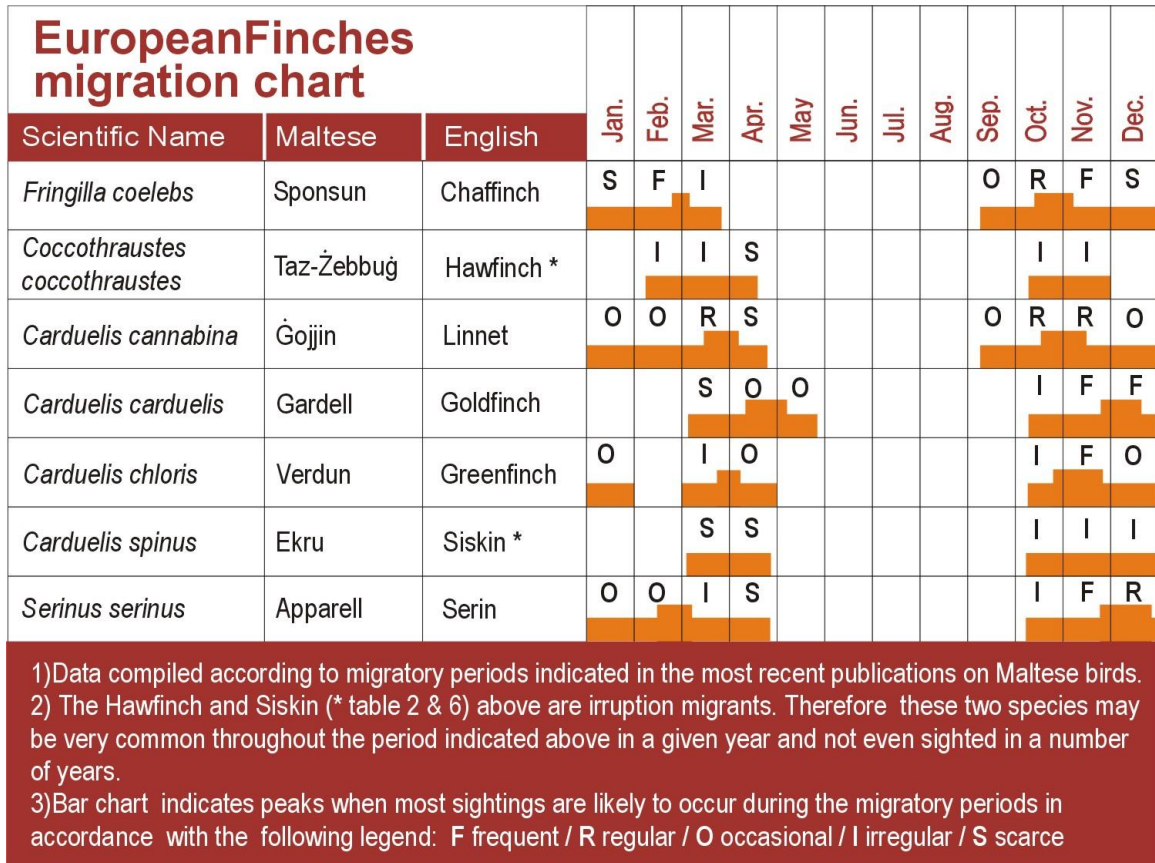 EuropeanFinches
migration chart
Jan. Feb. Mar. Apr. May Jun. Jul. Aug. Sep. Oct. Nov. Dec.
Scientific Name Maltese English
Fringilla coelebs Sponsun Chaffinch S F I O R F S
Coccothraustes
coccothraustes Taz-Żebbuġ Hawfinch * I I S I I
Carduelis cannabina Ġojjin Linnet O O R S O R R O
Carduelis carduelis Gardell Goldfinch S O O I F F
Carduelis chloris Verdun Greenfinch O I O I F O
Carduelis spinus Ekru Siskin * S S I I I
Serinus serinus Apparell Serin O O I S I F R
1)Data compiled according to migratory periods indicated in the most recent publications on Maltese birds.
2) The Hawfinch and Siskin (* table 2 & 6) above are irruption migrants. Therefore these two species may
be very common throughout the period indicated above in a given year and not even sighted in a number
of years.
3)Bar chart indicates peaks when most sightings are likely to occur during the migratory periods in
accordance with the following legend: F frequent / R regular / O occasional / I irregular / S scarce